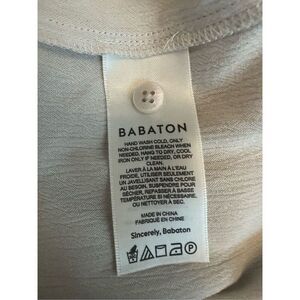 BABATON
HAND WASH COLD, ONLY
NON-CHLORINE BLEACH WHEN
NEEDED, HANG TO DRY, COOL
IRON ONLY IF NEEDED, OR DRY
CLEAN.
LAVER À LA MAIN À L'EAU
FROIDE, UTILISER SEULEMENT
UN JAVELLISANT SANS CHLORE
AU BESOIN, SUSPENDRE POUR
SÉCHER, REPASSER À BASSE
TEMPÉRATURE SI NÉCESSAIRE,
OU NETTOYER À SEC.
MADE IN CHINA
FABRIQUÉ EN CHINE
Sincerely, Babaton